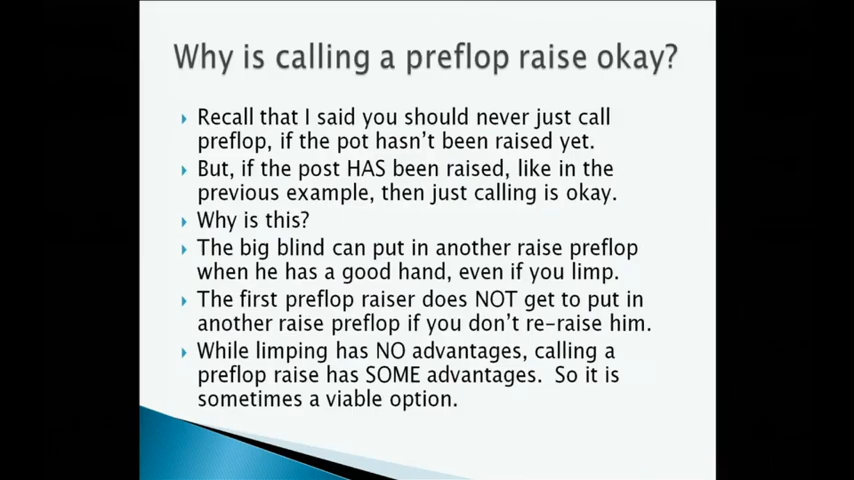 Why is calling a preflop raise okay?
Recall that I said you should never just call
preflop, if the pot hasn't been raised yet.
But, if the post HAS been raised, like in the
previous example, then just calling is okay.
Why is this?
The big blind can put in another raise preflop
when he has a good hand, even if you limp.
The first preflop raiser does NOT get to put in
another raise preflop if you don't re-raise him.
While limping has NO advantages, calling a
preflop raise has SOME advantages.  So it is
sometimes a viable option.